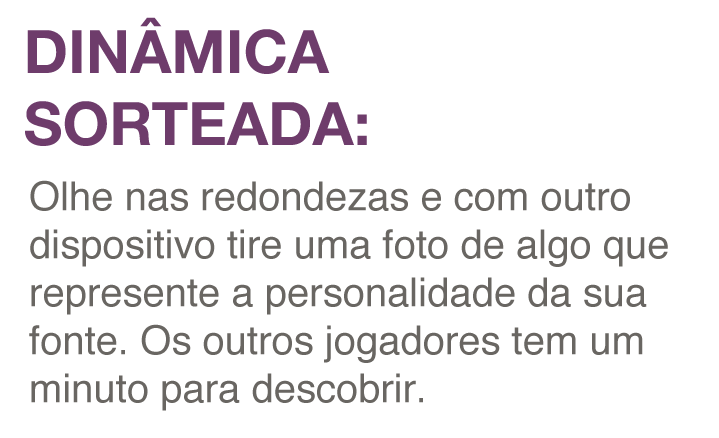 DINÂMICA
SORTEADA:
Olhe nas redondezas e com outro
dispositivo tire uma foto de algo que
represente a personalidade da sua
fonte. Os outros jogadores tem um
minuto para descobrir.